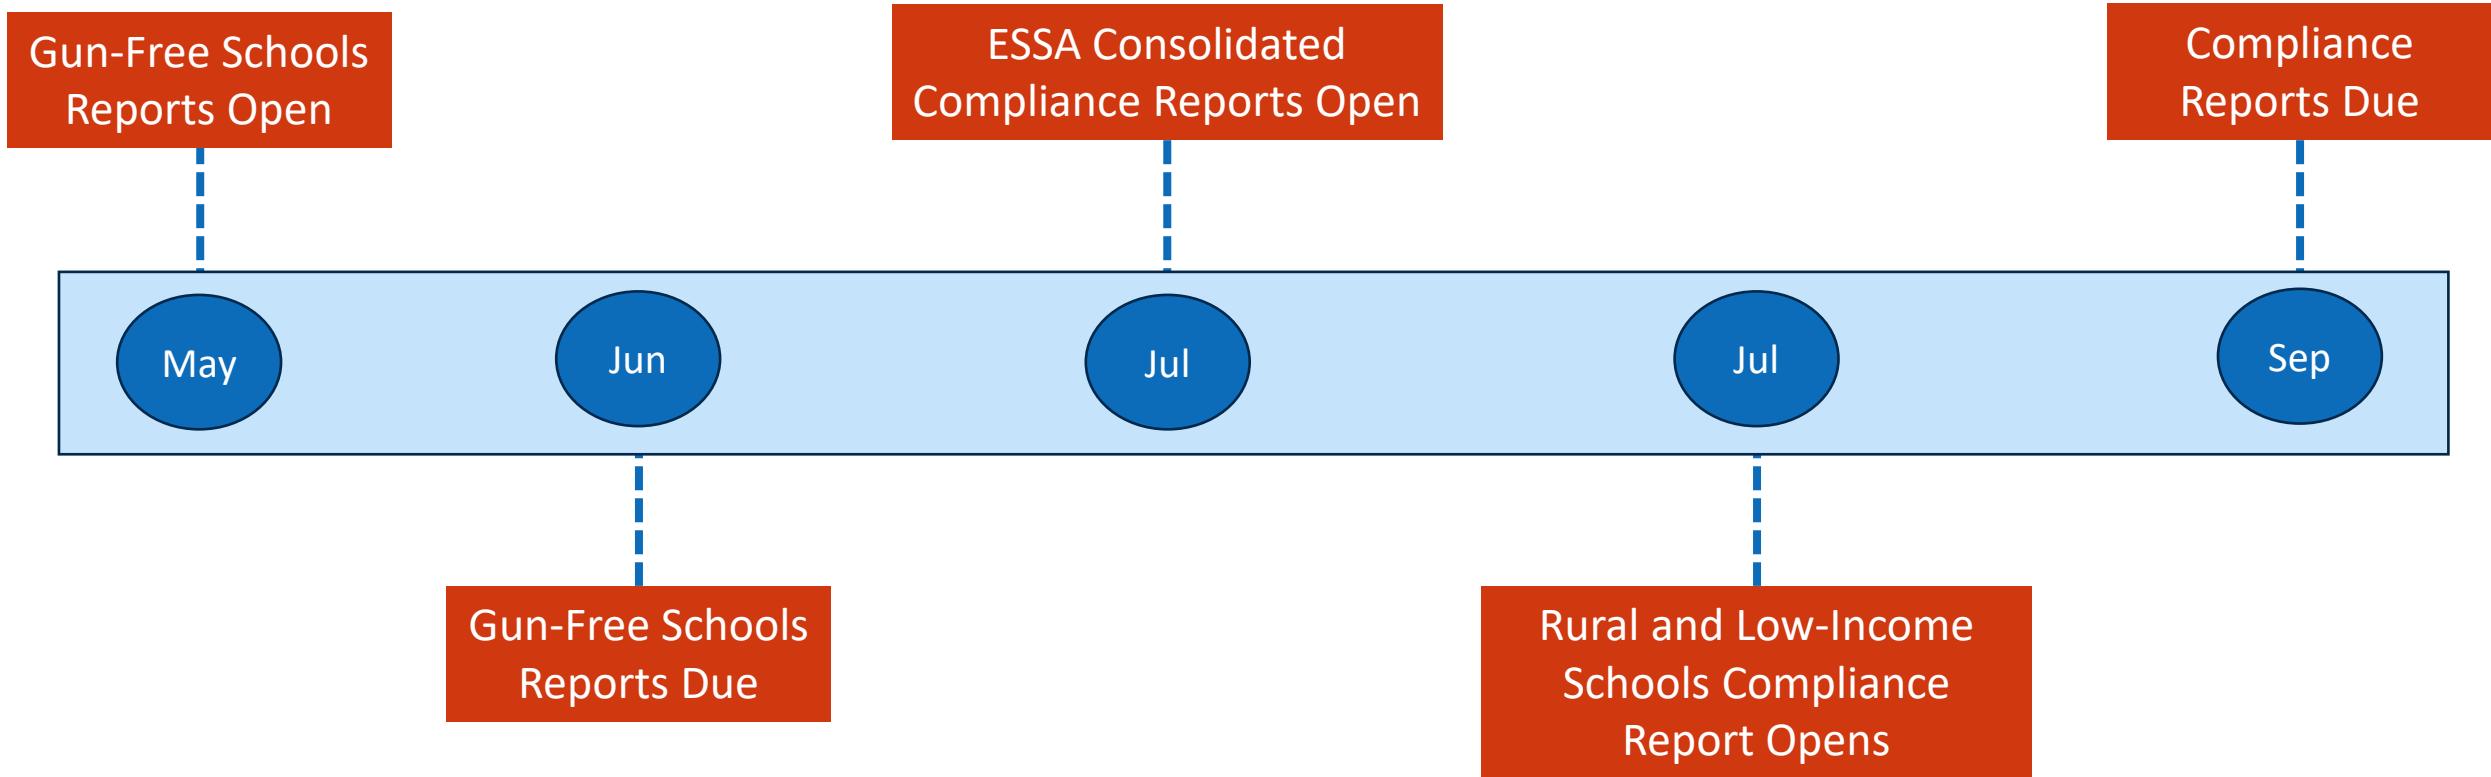 Gun-Free Schools
Reports Open
ESSA Consolidated
Compliance Reports Open
Compliance
Reports Due
May
Jun
Jul
Jul
Sep
Gun-Free Schools
Reports Due
Rural and Low-Income
Schools Compliance
Report Opens